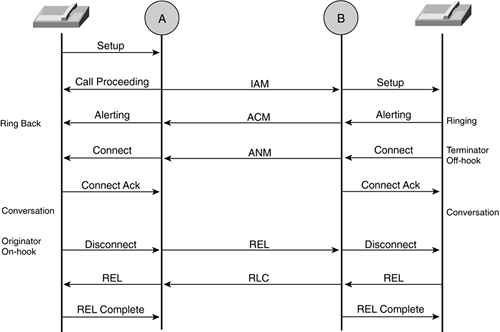 A
B
Setup
Call Proceeding
IAM
Setup
Ring Back
Alerting
ACM
Alerting
Ringing
Connect
ANM
Connect
Terminator
Off-hook
Connect Ack
Connect Ack
Conversation
Conversation
Originator
On-hook
Disconnect
REL
Disconnect
REL
RLC
REL
REL Complete
REL Complete